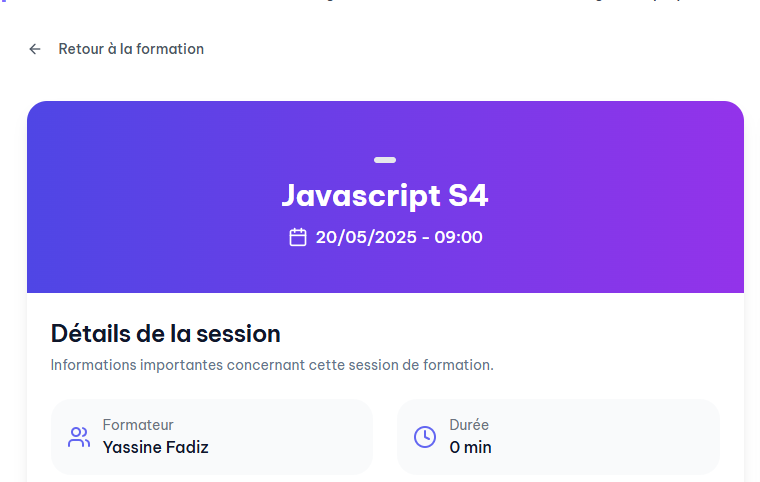 Retour à la formation
Javascript S4
20/05/2025 - 09:00
Détails de la session
Informations importantes concernant cette session de formation.
Formateur
Yassine Fadiz
Durée
0 min